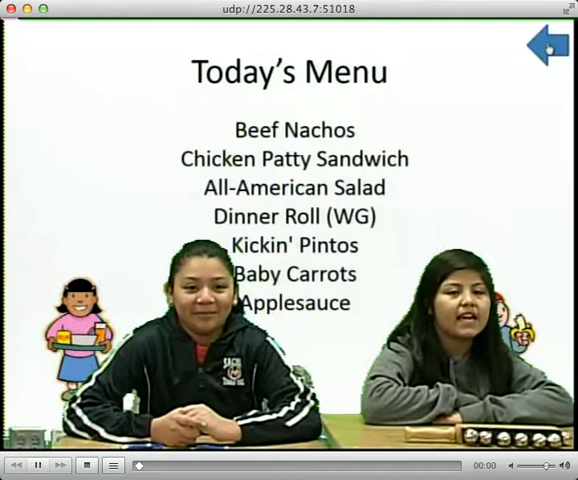 udp://225.28.43.7:51018
Today's Menu
Beef Nachos
Chicken Patty Sandwich
All-American Salad
Dinner Roll (WG)
Kickin' Pintos
Baby Carrots
Applesauce
00:00